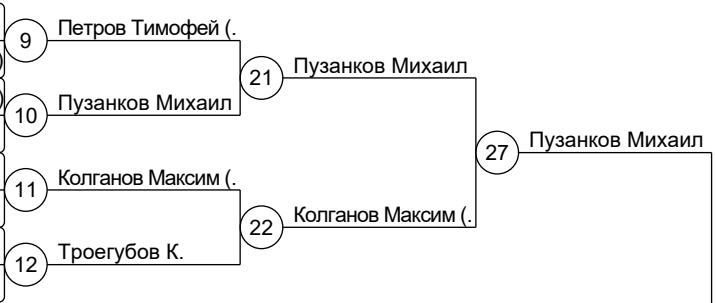 9 Петров Тимофей (.
21 Пузанков Михаил
10 Пузанков Михаил
27 Пузанков Михаил
11 Колганов Максим (.
22 Колганов Максим (.
12 Троегубов К.